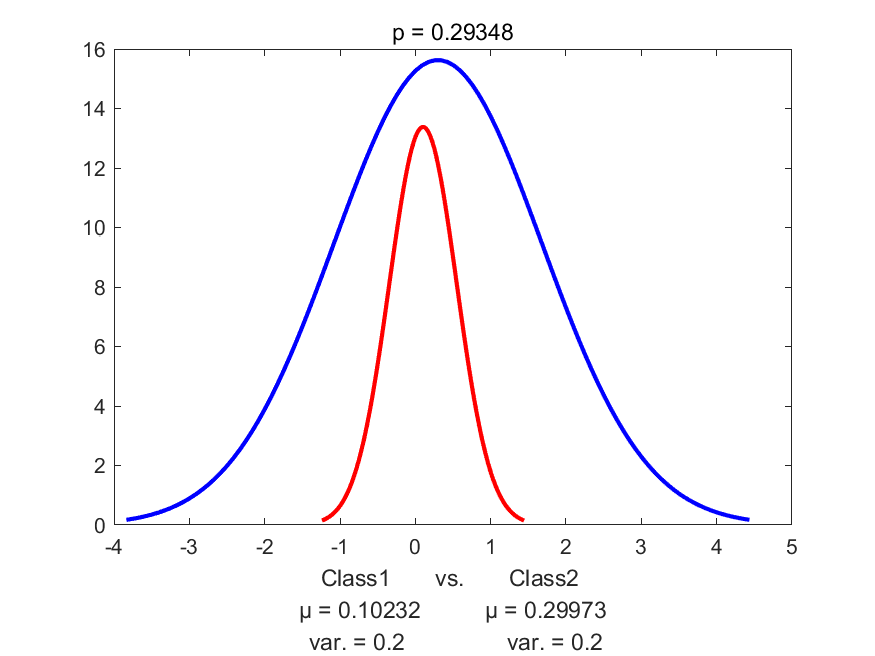 p = 0.29348
16
14
12
10
8
6
4
2
0
-4 -3 -2 -1 0 1 2 3 4 5
Class1 vs. Class2
µ = 0.10232 µ = 0.29973
var. = 0.2 var. = 0.2